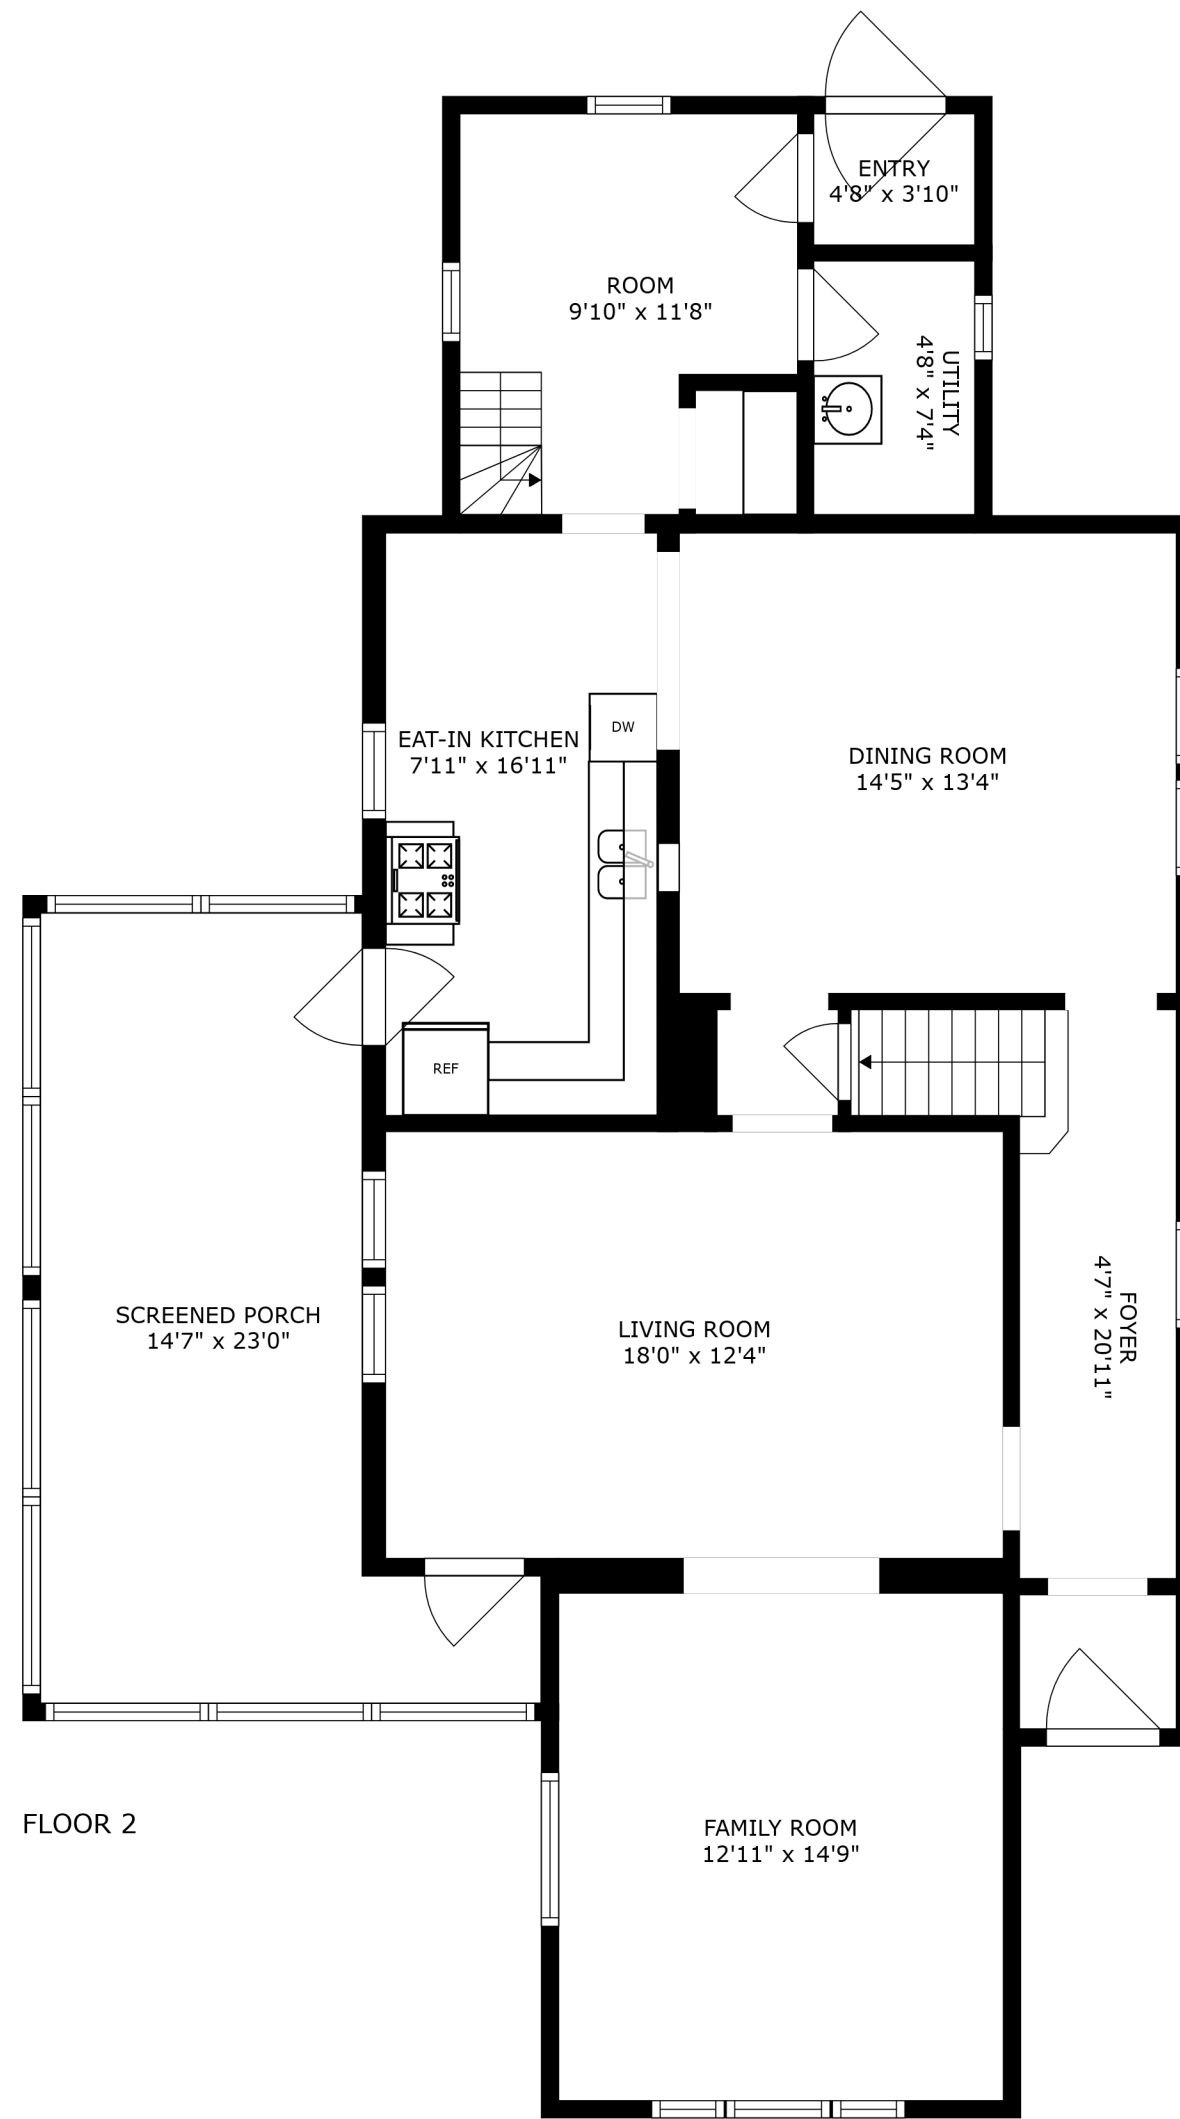 ENTRY
4'8" x 3'10"
ROOM
9'10" x 11'8"
UTILITY
4'8" x 7'4"
DW
EAT-IN KITCHEN
7'11" x 16'11"
DINING ROOM
14'5" x 13'4"
REF
SCREENED PORCH
14'7" x 23'0"
LIVING ROOM
18'0" x 12'4"
FOYER
4'7" x 20'11"
FLOOR 2
FAMILY ROOM
12'11" x 14'9"